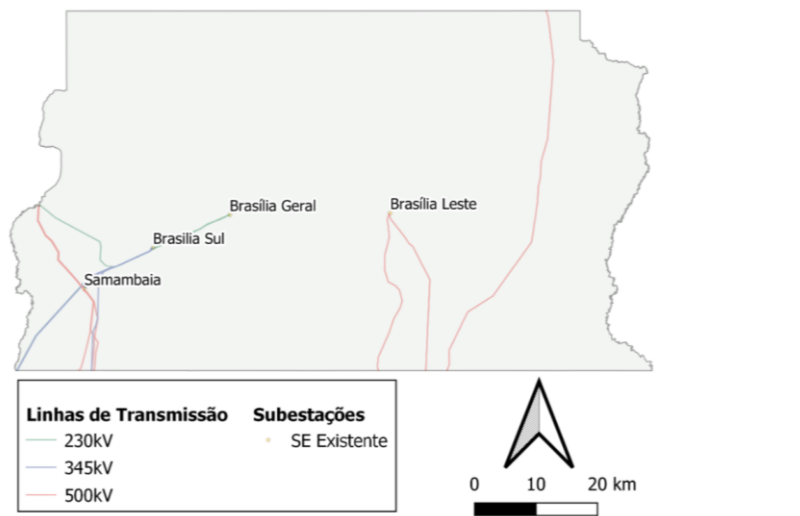 Brasília Geral
Brasília Leste
Brasilia Sul
Samambaia
Linhas de Transmissão
230kV
345kV
500kV
Subestações
SE Existente
0 10 20 km